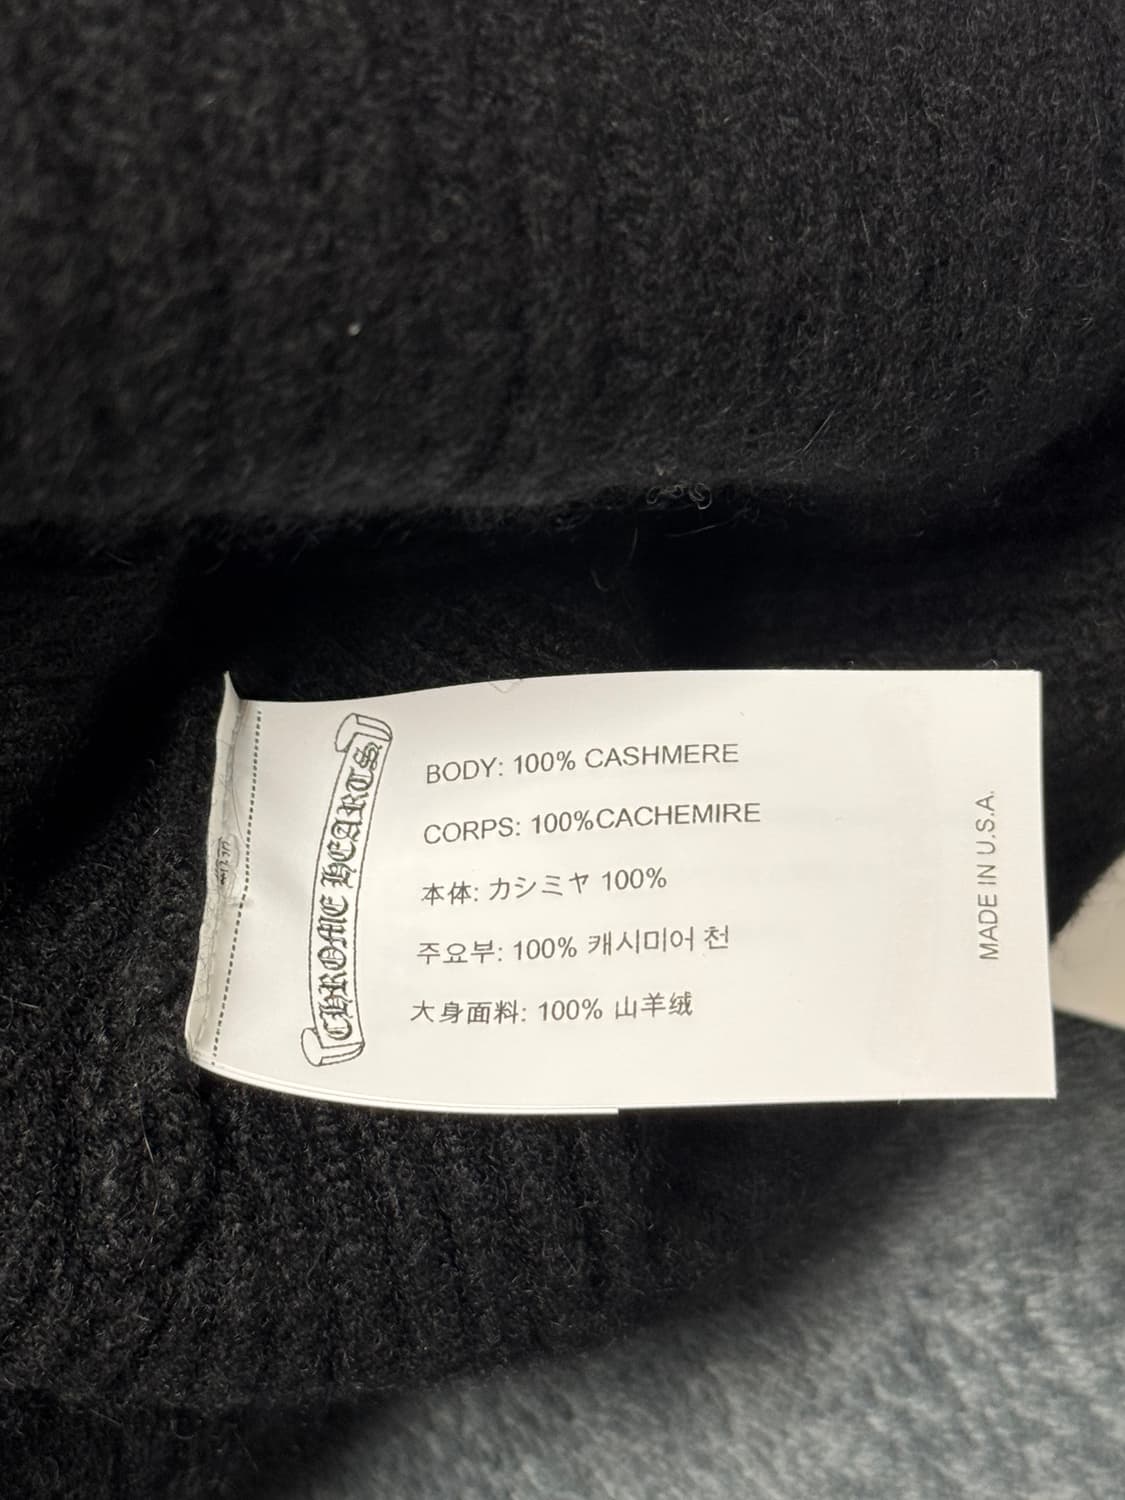 CHROME HEARTS
BODY: 100% CASHMERE
CORPS: 100%CACHEMIRE
本体: カシミヤ 100%
주요부: 100% 캐시미어 천
大身面料: 100% 山羊绒
MADE IN U.S.A.